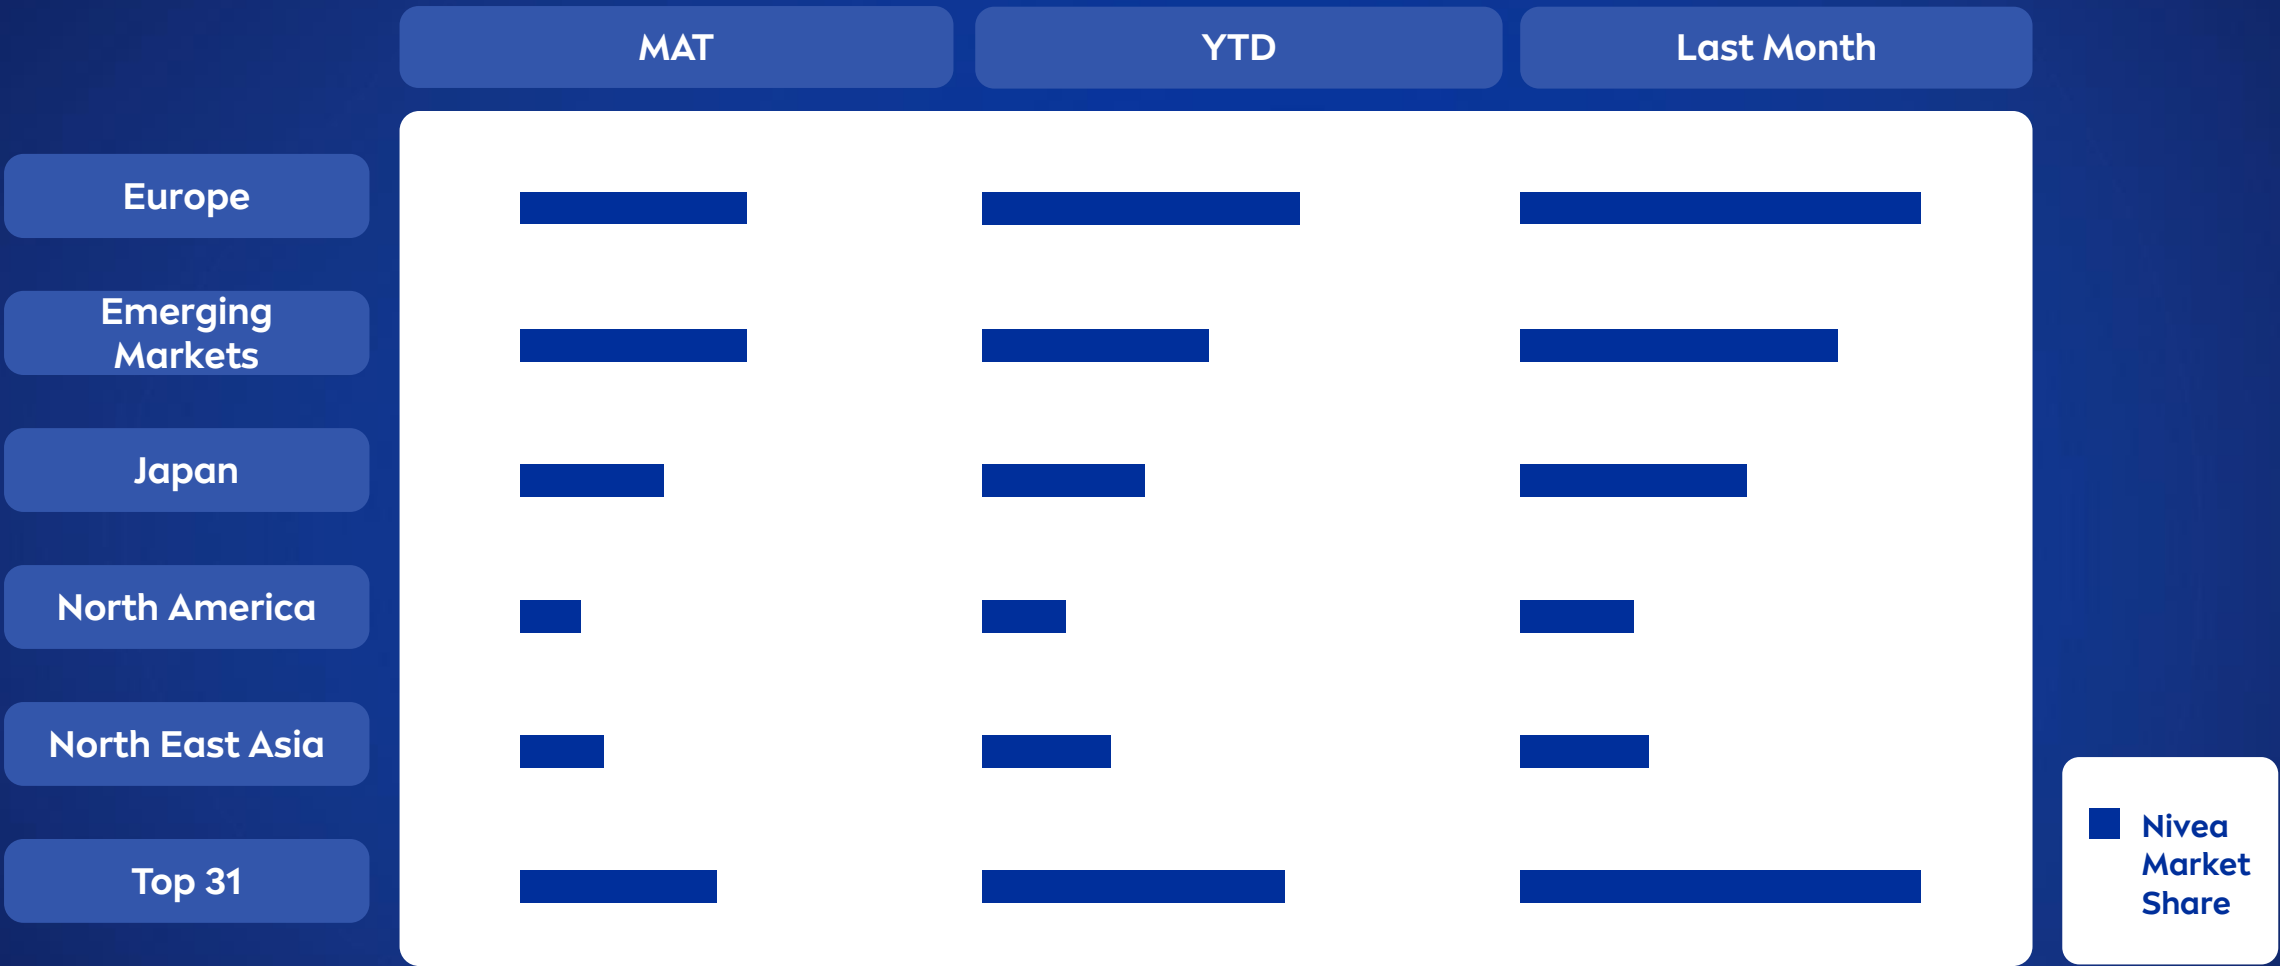 MAT
YTD
Last Month
Europe
Emerging
Markets
Japan
North America
North East Asia
Top 31
Nivea
Market
Share